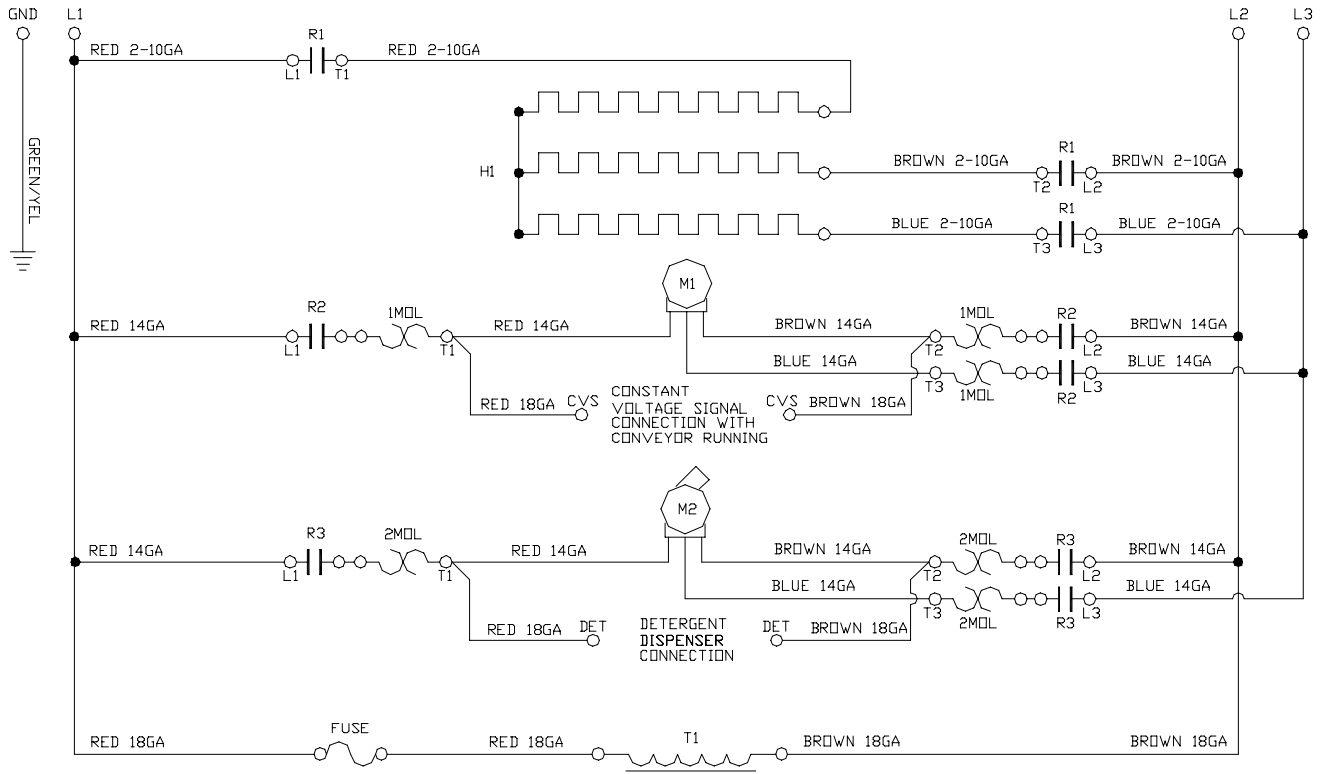 GND L1 L2 L3
R1
RED 2-10GA RED 2-10GA
L1 T1
GREEN/YEL
R1
BROWN 2-10GA BROWN 2-10GA
H1
T2 L2
R1
BLUE 2-10GA BLUE 2-10GA
T3 L3
M1
R2 1MOL 1MOL R2
RED 14GA RED 14GA BROWN 14GA BROWN 14GA
L1 T1 T2 L2
BLUE 14GA BLUE 14GA
T3 L3
1MOL R2
RED 18GA CVS CONSTANT CVS BROWN 18GA
VOLTAGE SIGNAL
CONNECTION WITH
CONVEYOR RUNNING
M2
R3 2MOL 2MOL R3
RED 14GA RED 14GA BROWN 14GA BROWN 14GA
L1 T1 T2 L2
BLUE 14GA BLUE 14GA
T3 L3
2MOL R3
RED 18GA DET DETERGENT DET BROWN 18GA
DISPENSER
CONNECTION
FUSE T1
RED 18GA RED 18GA BROWN 18GA BROWN 18GA